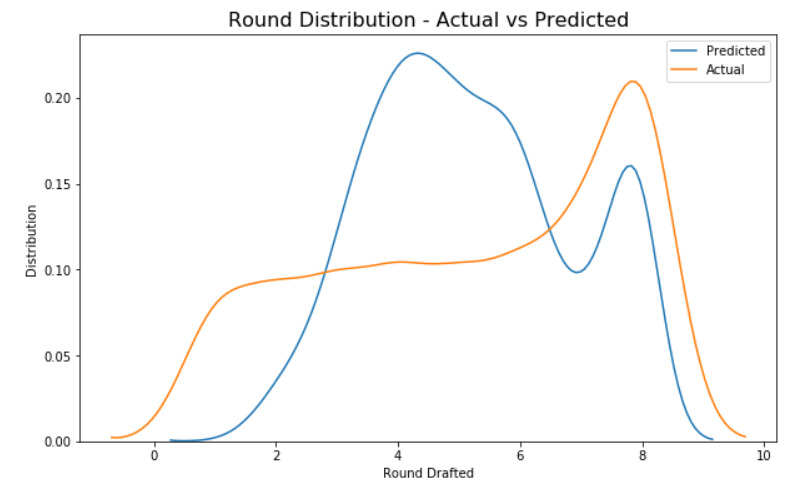 Round Distribution - Actual vs Predicted
Predicted
Actual
0.20
0.15
0.10
0.05
0.00
Distribution
0 2 4 6 8 10
Round Drafted